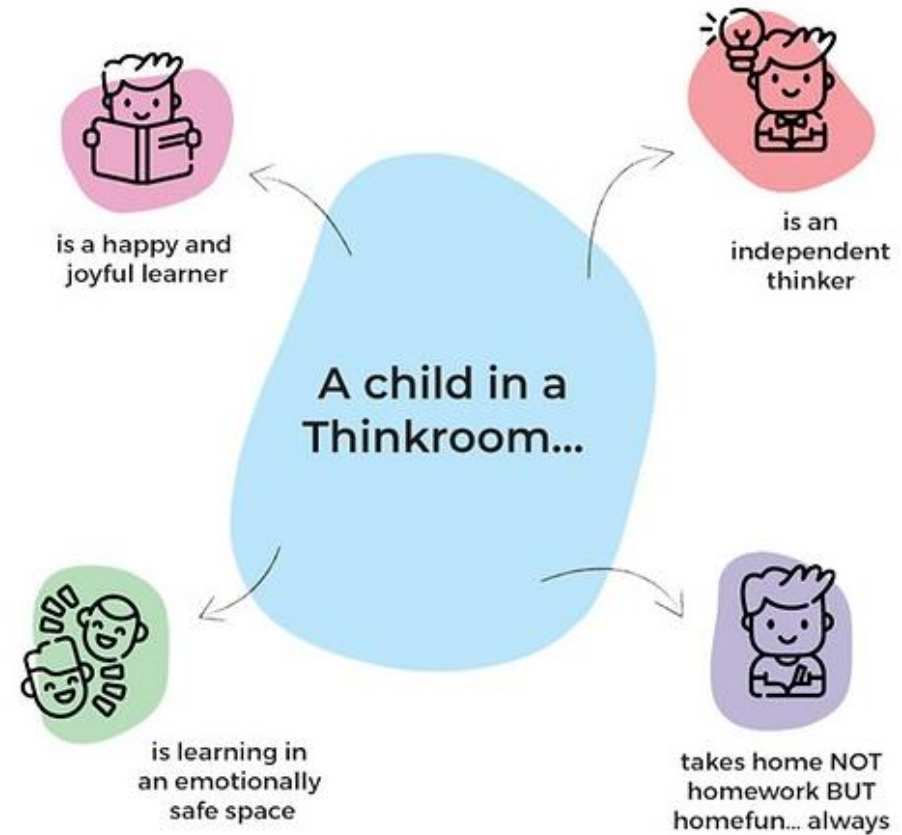 is a happy and
joyful learner
is an
independent
thinker
A child in a
Thinkroom...
is learning in
an emotionally
safe space
takes home NOT
homework BUT
homefun... always